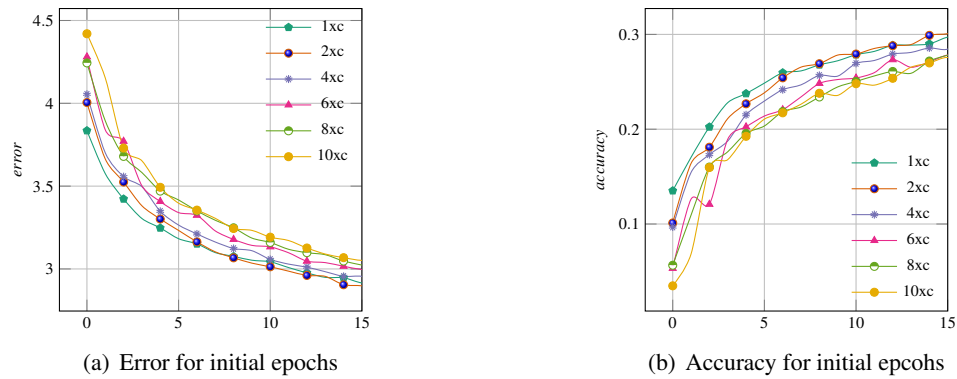 4.5
4
3.5
3
error
0
5
10
15
1xc
2xc
4xc
6xc
8xc
10xc
(a) Error for initial epochs
0.3
0.2
0.1
accuracy
0
5
10
15
1xc
2xc
4xc
6xc
8xc
10xc
(b) Accuracy for initial epcohs